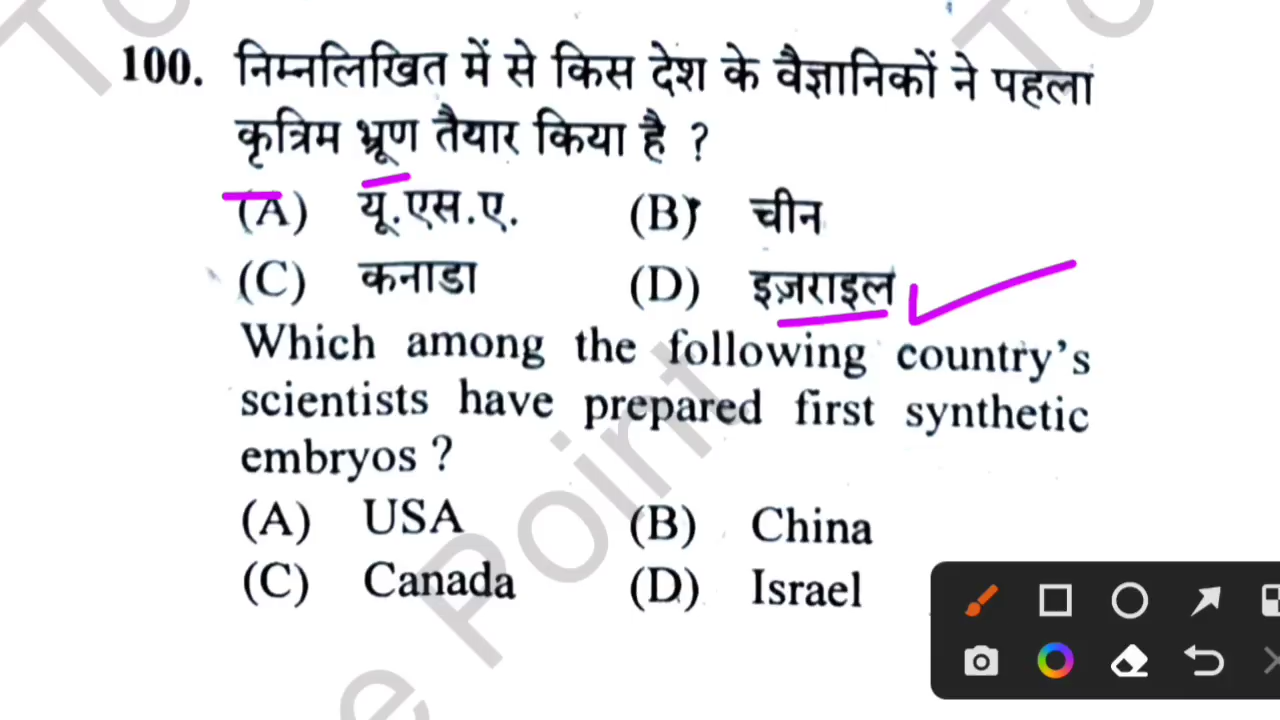 100. निम्नलिखित में से किस देश के वैज्ञानिकों ने पहला
कृत्रिम भ्रूण तैयार किया है ?
(A) यू.एस.ए. (B) चीन
(C) कनाडा (D) इज़राइल
Which among the following country's
scientists have prepared first synthetic
embryos ?
(A) USA (B) China
(C) Canada (D) Israel
Point